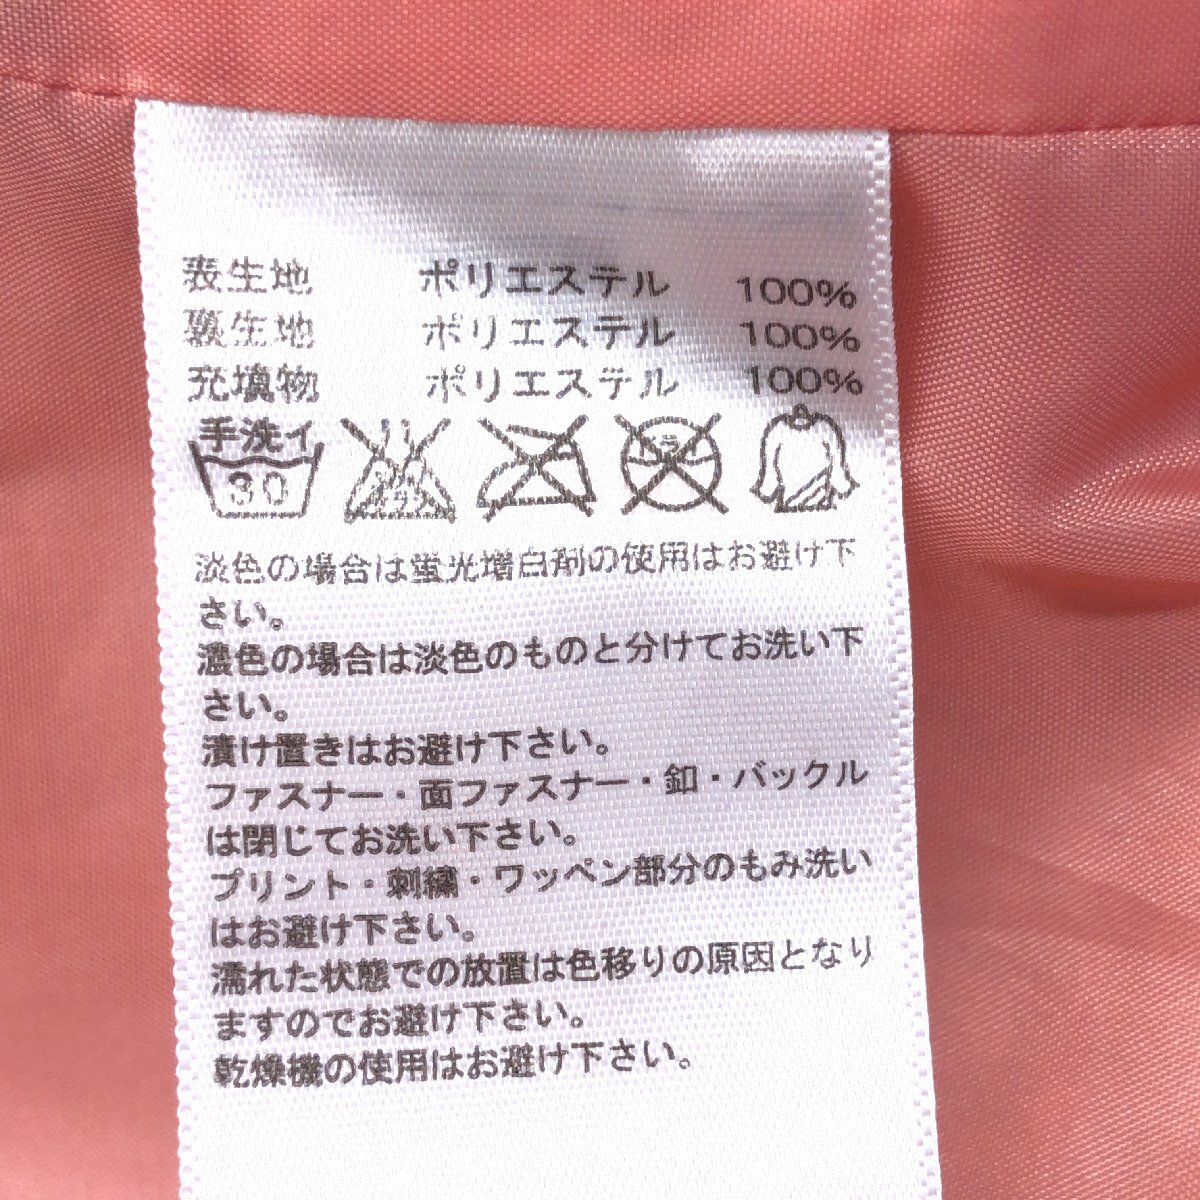 表生地 ポリエステル 100%
裏生地 ポリエステル 100%
充填物 ポリエステル 100%
手洗イ
30
淡色の場合は蛍光増白剤の使用はお避け下
さい。
濃色の場合は淡色のものと分けてお洗い下
さい。
漬け置きはお避け下さい。
ファスナー・面ファスナー・釦・バックル
は閉じてお洗い下さい。
プリント・刺繍・ワッペン部分のもみ洗い
はお避け下さい。
濡れた状態での放置は色移りの原因となり
ますのでお避け下さい。
乾燥機の使用はお避け下さい。